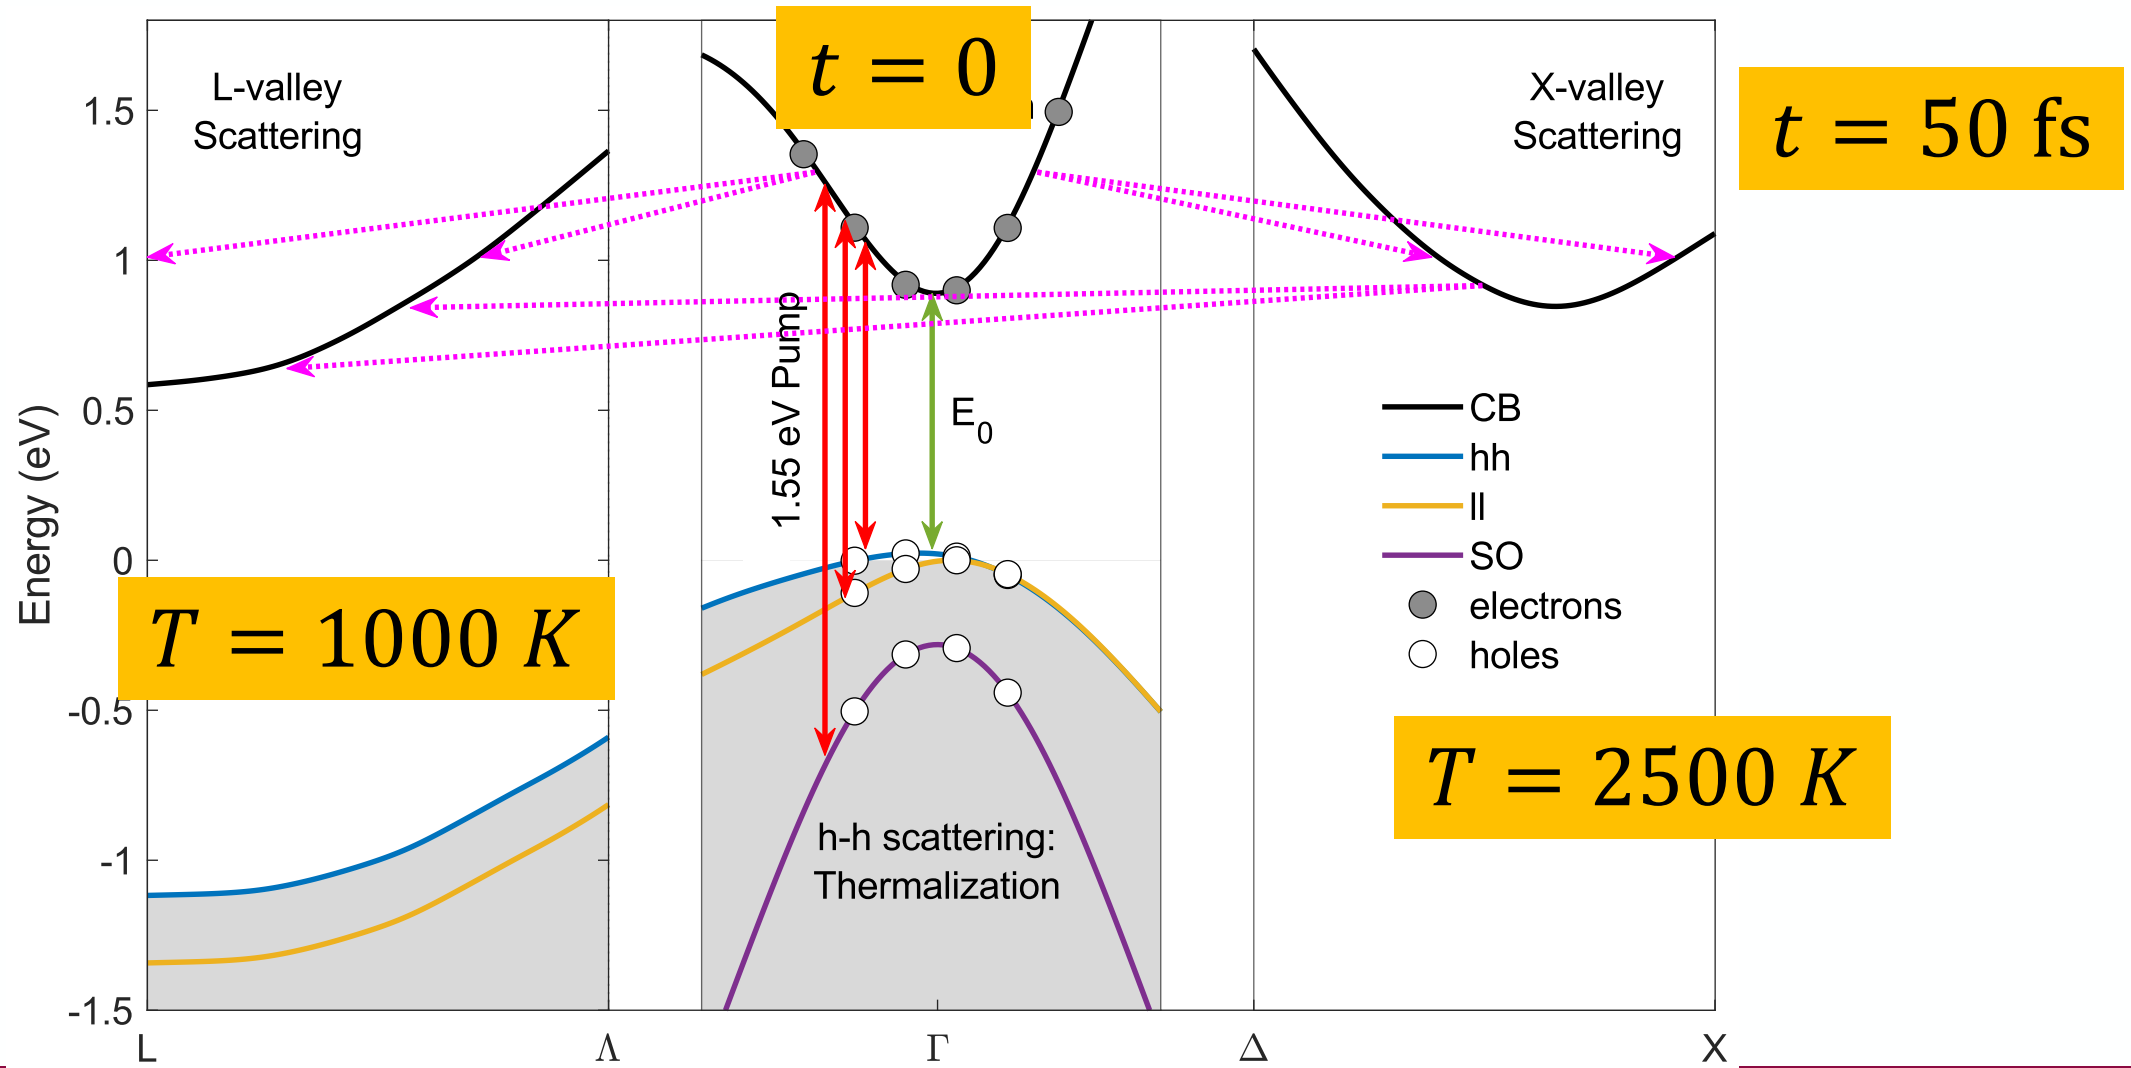 t = 0
L-valley
Scattering
X-valley
Scattering
t = 50 fs
1.5
1
0.5
0
-0.5
-1
-1.5
Energy (eV)
1.55 eV Pump
E0
CB
hh
ll
SO
electrons
holes
T = 1000 K
T = 2500 K
h-h scattering:
Thermalization
L
Λ
Γ
Δ
X